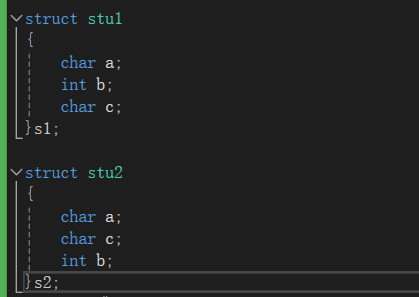 struct stu1
{
char a;
int b;
char c;
}s1;
struct stu2
{
char a;
char c;
int b;
}s2;